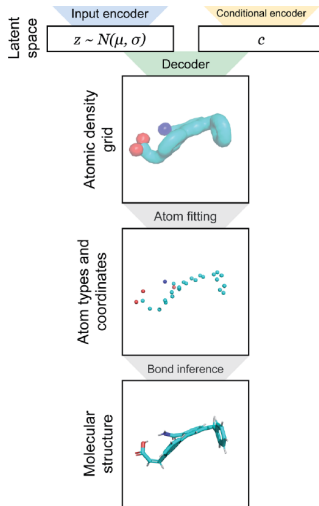 Input encoder
Conditional encoder
Latent
space
z ~ N(μ, σ)
c
Decoder
Atomic density
grid
Atom fitting
Atom types and
coordinates
Bond inference
Molecular
structure